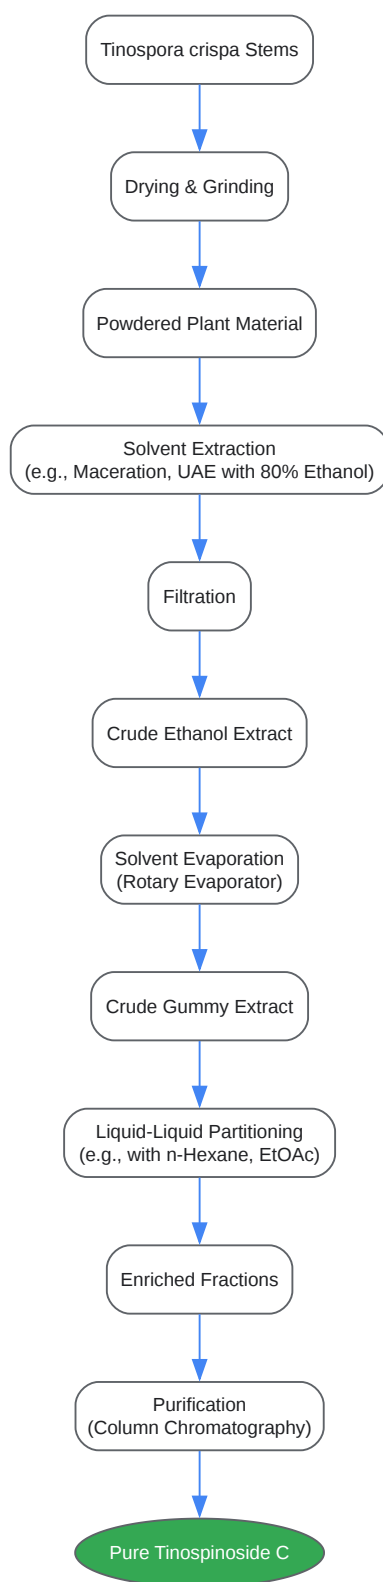 Tinospora crispa Stems
Drying & Grinding
Powdered Plant Material
Solvent Extraction
(e.g., Maceration, UAE with 80% Ethanol)
Filtration
Crude Ethanol Extract
Solvent Evaporation
(Rotary Evaporator)
Crude Gummy Extract
Liquid-Liquid Partitioning
(e.g., with n-Hexane, EtOAc)
Enriched Fractions
Purification
(Column Chromatography)
Pure Tinospinoside C